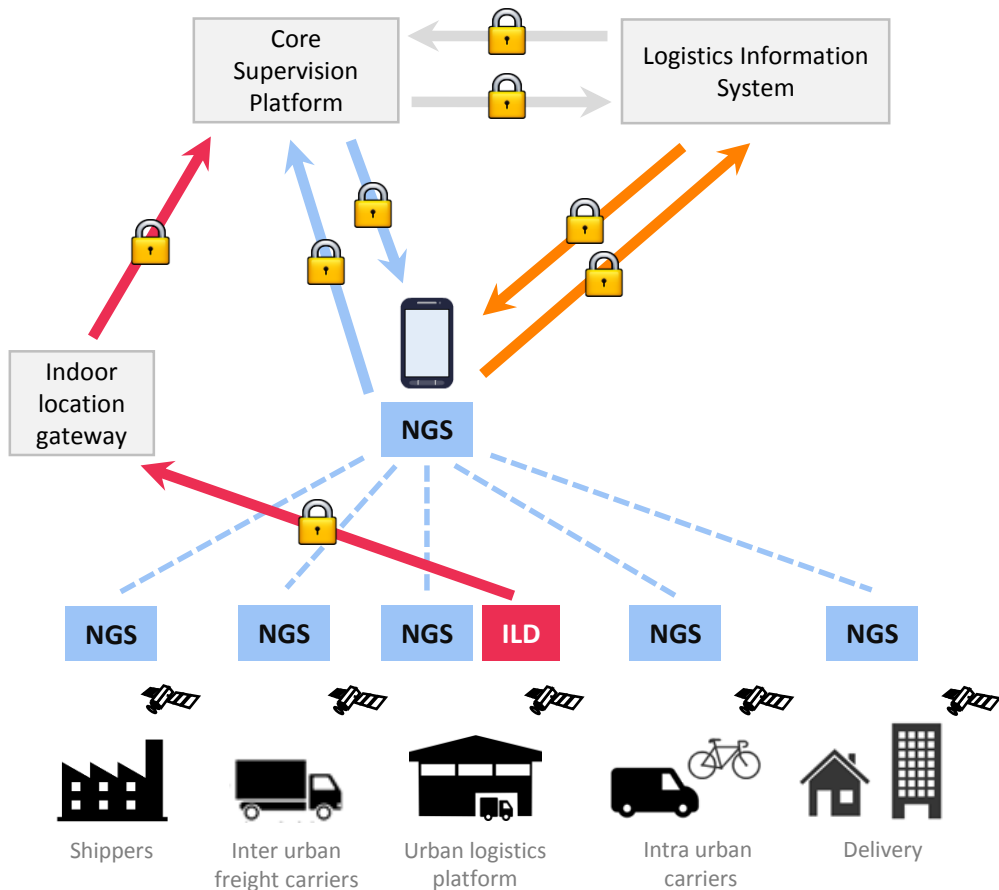 Core
Supervision
Platform
Logistics Information
System
Indoor
location
gateway
NGS
NGS
NGS
NGS
ILD
NGS
NGS
Shippers
Inter urban
freight carriers
Urban logistics
platform
Intra urban
carriers
Delivery